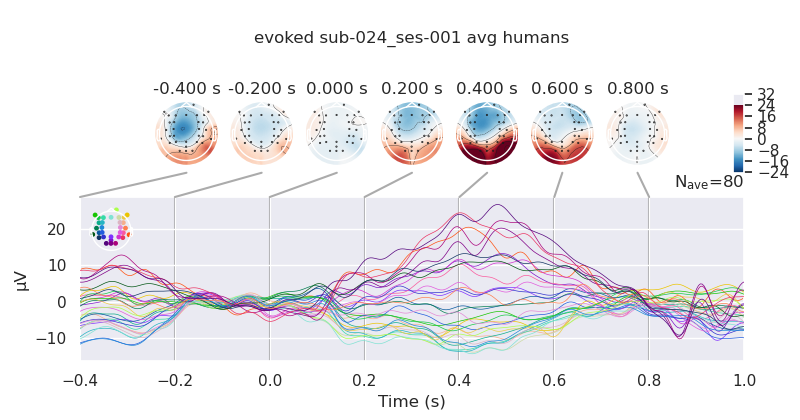 evoked sub-024_ses-001 avg humans
-0.400 s -0.200 s 0.000 s 0.200 s 0.400 s 0.600 s 0.800 s
32
24
16
8
0
−8
−16
−24
Nave=80
20
10
0
−10
µV
−0.4 −0.2 0.0 0.2 0.4 0.6 0.8 1.0
Time (s)